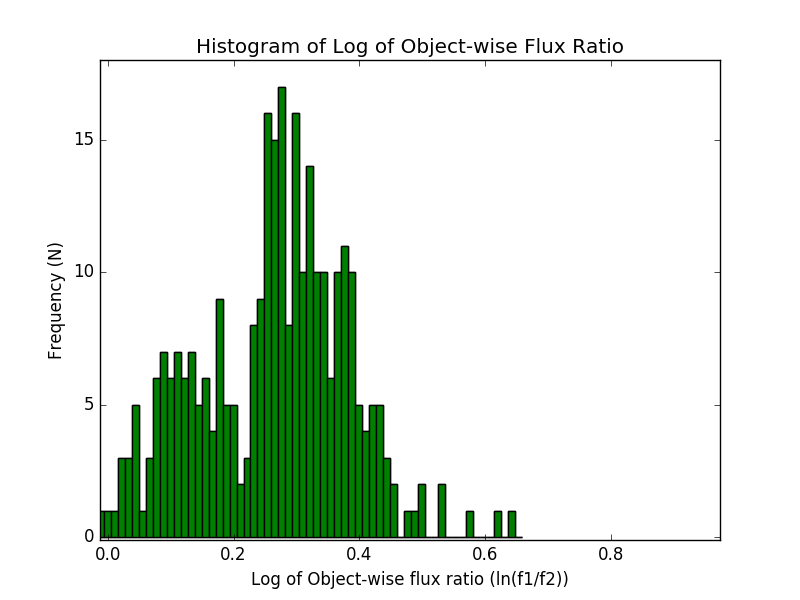 Histogram of Log of Object-wise Flux Ratio
15
10
5
0
Frequency (N)
0.0 0.2 0.4 0.6 0.8
Log of Object-wise flux ratio (ln(f1/f2))